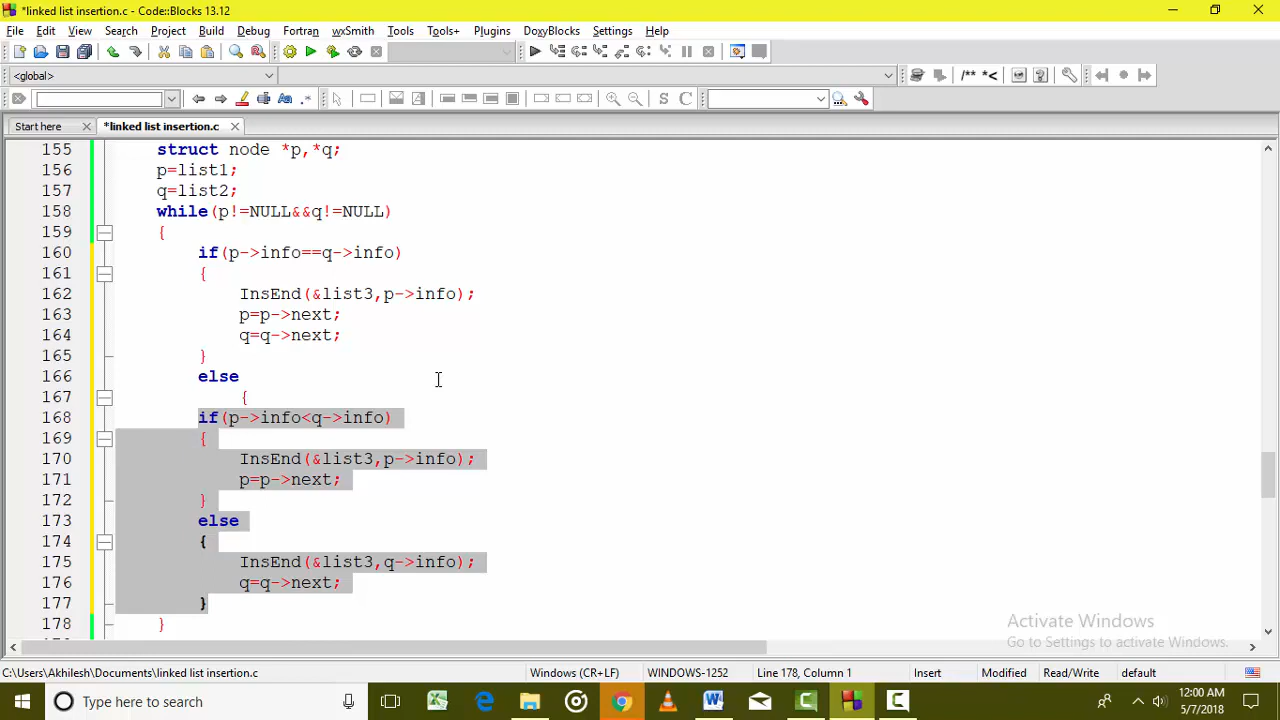 *linked list insertion.c - Code::Blocks 13.12
File Edit View Search Project Build Debug Fortran wxSmith Tools Tools+ Plugins DoxyBlocks Settings Help
<global>
/** *<
S C
Start here *linked list insertion.c
155 struct node *p,*q;
156 p=list1;
157 q=list2;
158 while(p!=NULL&&q!=NULL)
159 {
160 if(p->info==q->info)
161 {
162 InsEnd(&list3,p->info);
163 p=p->next;
164 q=q->next;
165 }
166 else
167 {
168 if(p->info<q->info)
169 {
170 InsEnd(&list3,p->info);
171 p=p->next;
172 }
173 else
174 {
175 InsEnd(&list3,q->info);
176 q=q->next;
177 }
178 }
Activate Windows
Go to Settings to activate Windows.
C:\Users\Akhilesh\Documents\linked list insertion.c Windows (CR+LF) WINDOWS-1252 Line 178, Column 1 Insert Modified Read/Write default
Type here to search
12:00 AM
5/7/2018